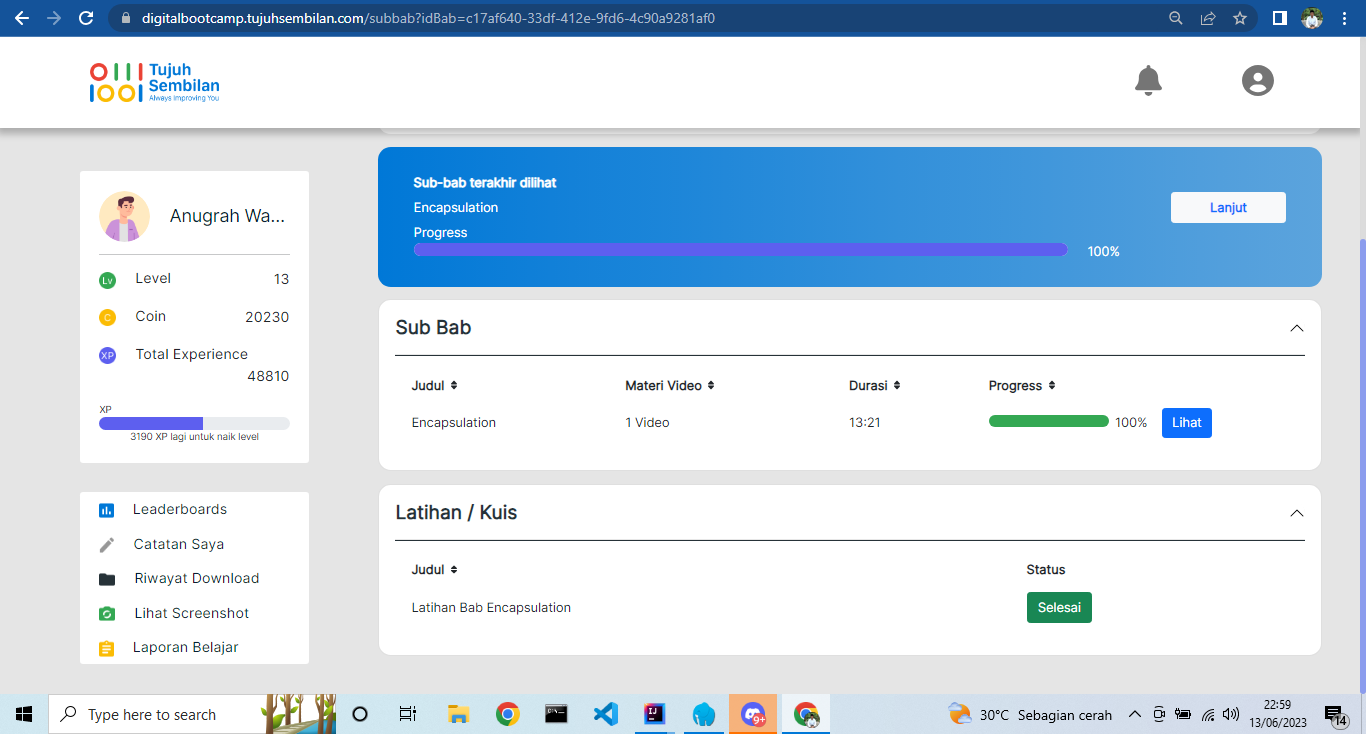 digitalbootcamp.tujuhsembilan.com/subbab?idBab=c17af640-33df-412e-9fd6-4c90a9281af0
Tujuh
Sembilan
Always Improving You
Anugrah Wa...
Lv Level 13
C Coin 20230
XP Total Experience
48810
XP
3190 XP lagi untuk naik level
Leaderboards
Catatan Saya
Riwayat Download
Lihat Screenshot
Laporan Belajar
Sub-bab terakhir dilihat
Encapsulation
Progress
100%
Lanjut
Sub Bab
Judul Materi Video Durasi Progress
Encapsulation 1 Video 13:21 100% Lihat
Latihan / Kuis
Judul Status
Latihan Bab Encapsulation Selesai
Type here to search
IJ
9+
30°C Sebagian cerah
22:59
13/06/2023
14